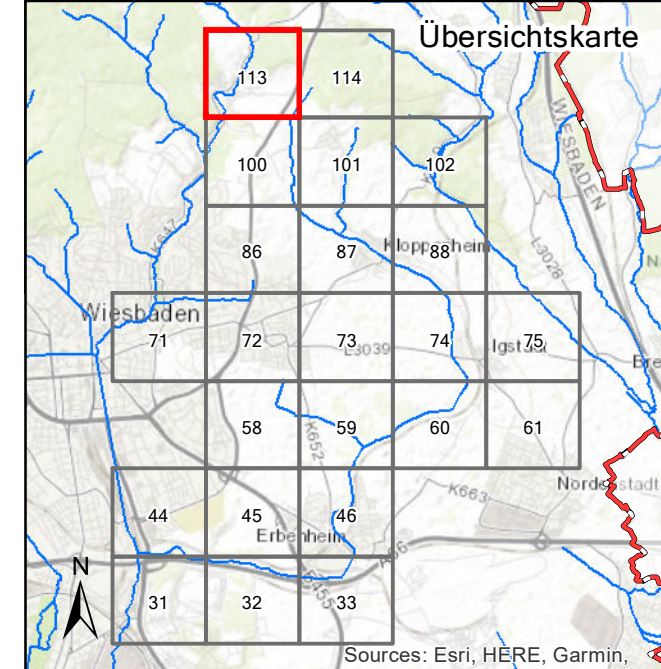 Übersichtskarte
113
114
WIESBADEN
100
101
102
K647
86
87
Kloppenheim
88
L3028
Wiesbaden
71
72
73
74
75
L3039
Igstadt
58
59
60
61
K652
Nordenstadt
K663
44
45
46
Erbenheim
A66
B455
N
31
32
33
Sources: Esri, HERE, Garmin,